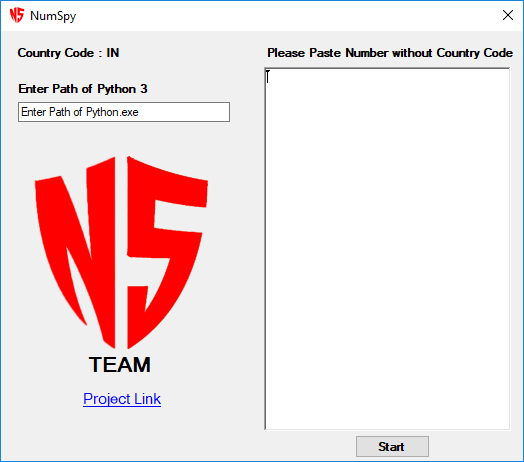 NumSpy
Country Code : IN
Please Paste Number without Country Code
Enter Path of Python 3
Enter Path of Python.exe
NS
TEAM
Project Link
Start